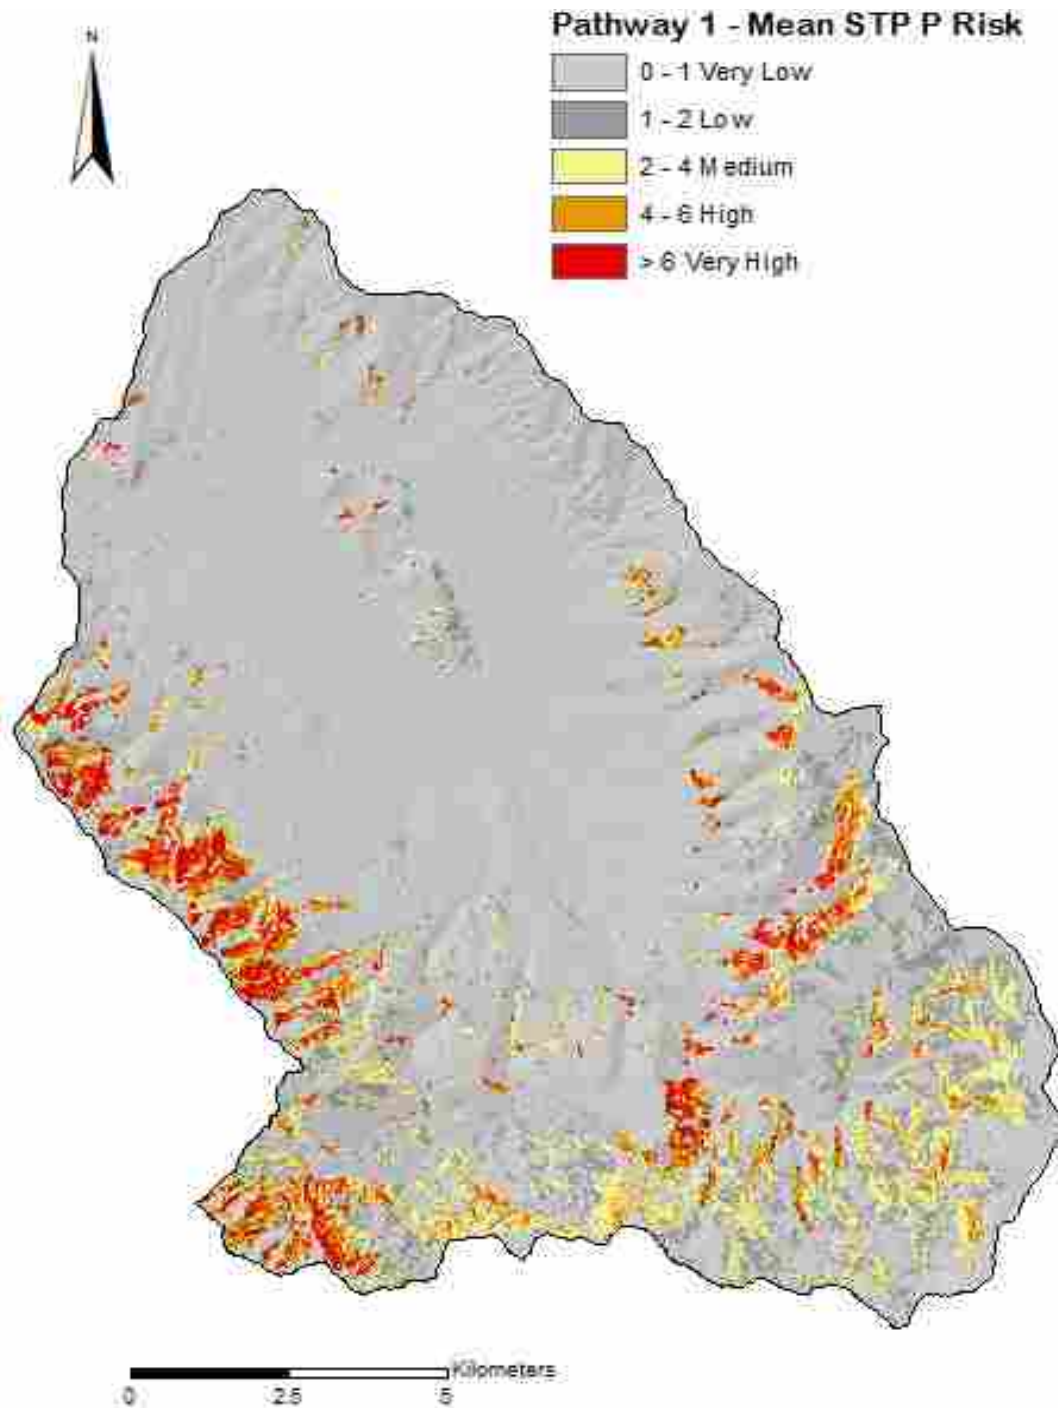 N
Pathway 1 - Mean STP P Risk
0 - 1 Very Low
1 - 2 Low
2 - 4 Medium
4 - 6 High
> 6 Very High
Kilometers
0 2.5 5